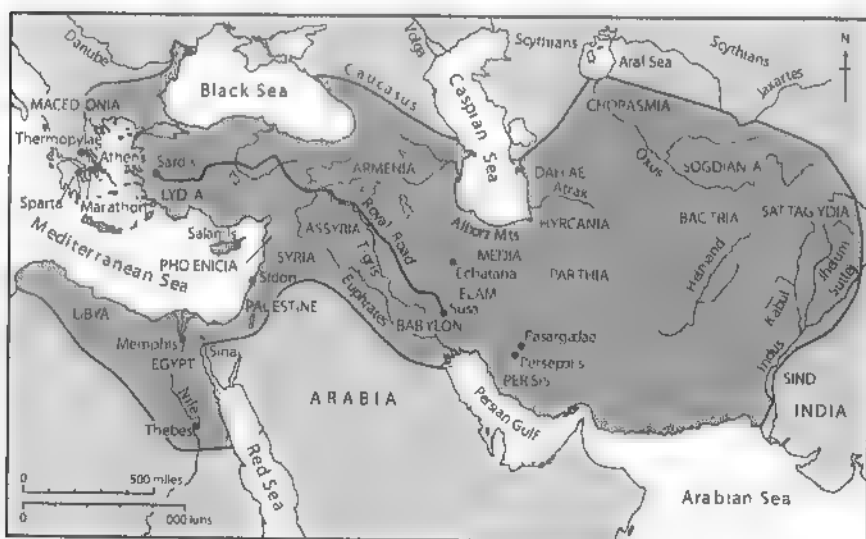 N
Danube
Volga
Scythians
Scythians
Aral Sea
Jaxartes
Black Sea
Caucasus
Caspian Sea
MACEDONIA
CHORASMIA
Thermopylae
Athens
Sardis
LYDIA
ARMENIA
DAHAE
Oxus
SOGDIANA
Atrak
Sparta
Marathon
ASSYRIA
Royal Road
Alborz Mts
HYRCANIA
BACTRIA
SATTAGYDIA
Mediterranean Sea
Salamis
SYRIA
MEDIA
PHOENICIA
Tigris
Ecbatana
PARTHIA
Helmand
Sidon
ELAM
Kabul
Sutlej
LIBYA
PALESTINE
Euphrates
Susa
BABYLON
Memphis
Sinai
Pasargadae
Indus
EGYPT
Persepolis
PERSIS
SIND
Nile
ARABIA
Persian Gulf
INDIA
Thebes
Red Sea
0 500 miles
0
Arabian Sea